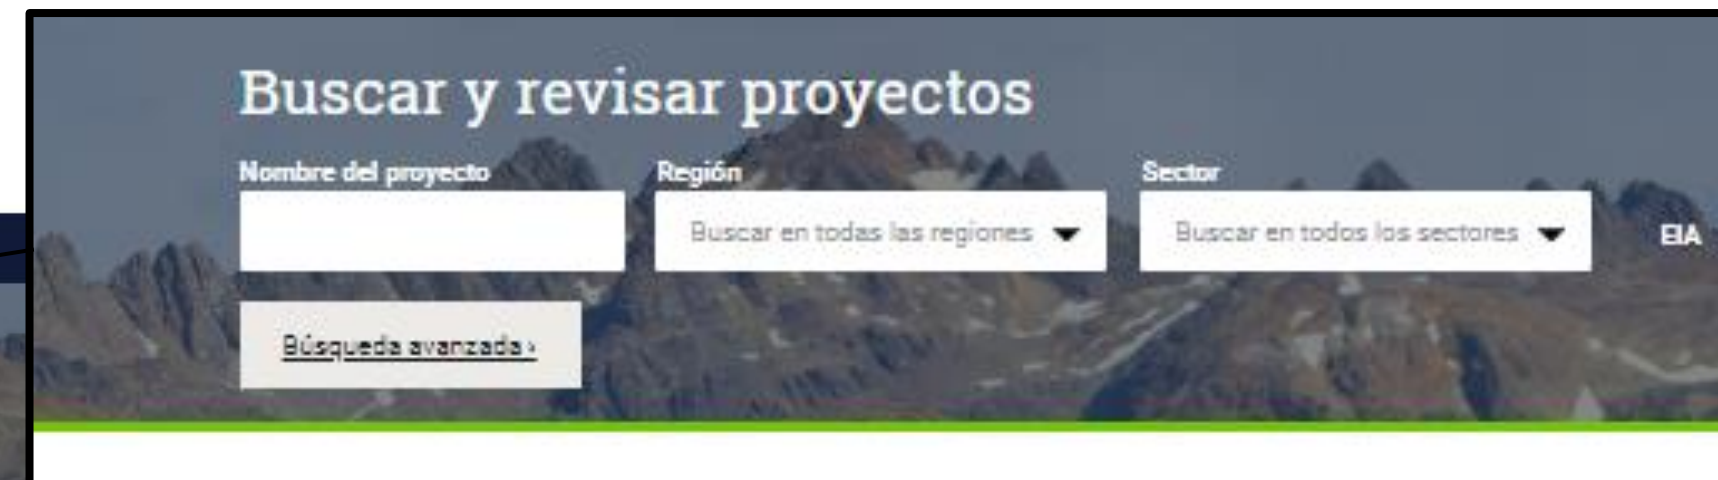 Buscar y revisar proyectos
Nombre del proyecto Región Sector
Buscar en todas las regiones Buscar en todos los sectores EIA
Búsqueda avanzada ›